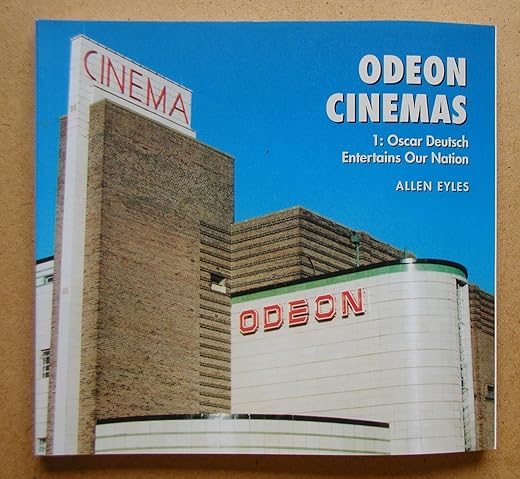 CINEMA
ODEON
CINEMAS
1: Oscar Deutsch
Entertains Our Nation
ALLEN EYLES
ODEON